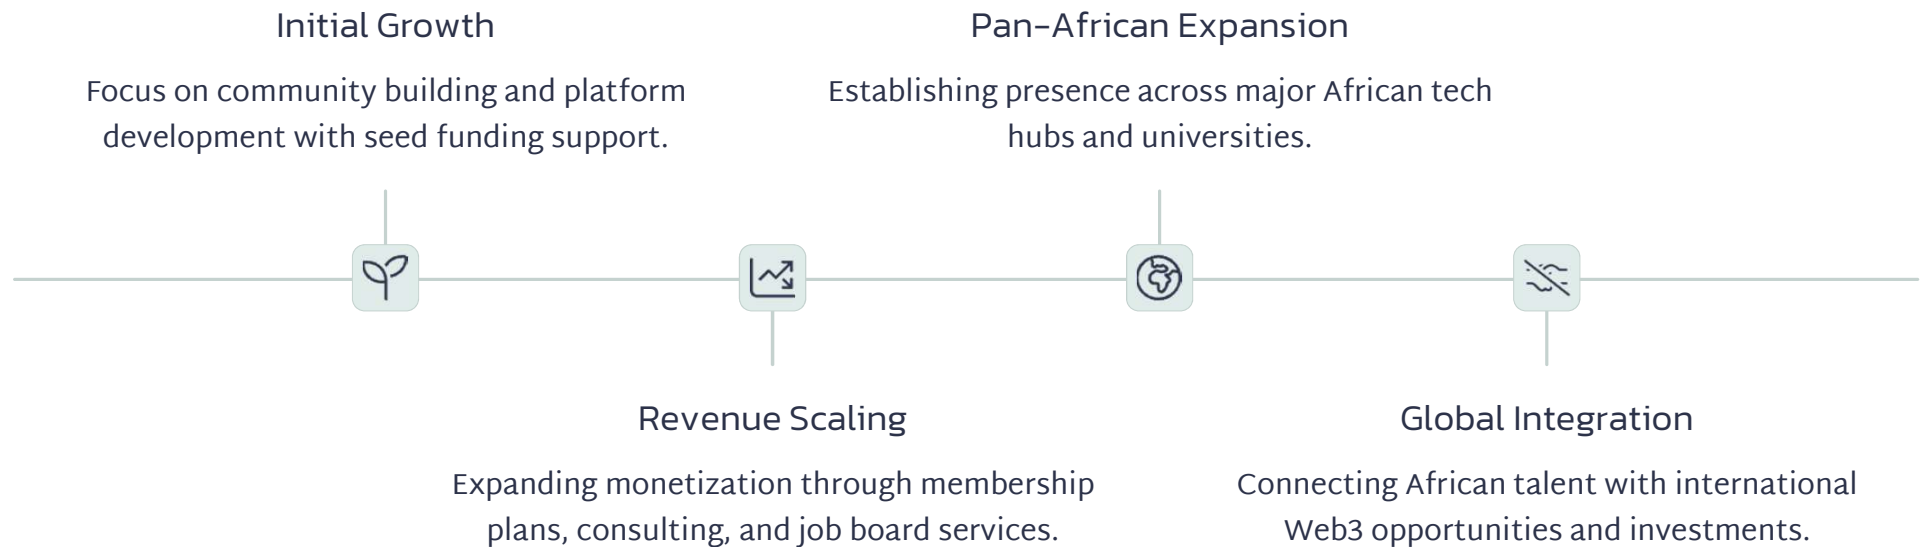 Initial Growth
Focus on community building and platform
development with seed funding support.
Pan-African Expansion
Establishing presence across major African tech
hubs and universities.
Revenue Scaling
Expanding monetization through membership
plans, consulting, and job board services.
Global Integration
Connecting African talent with international
Web3 opportunities and investments.